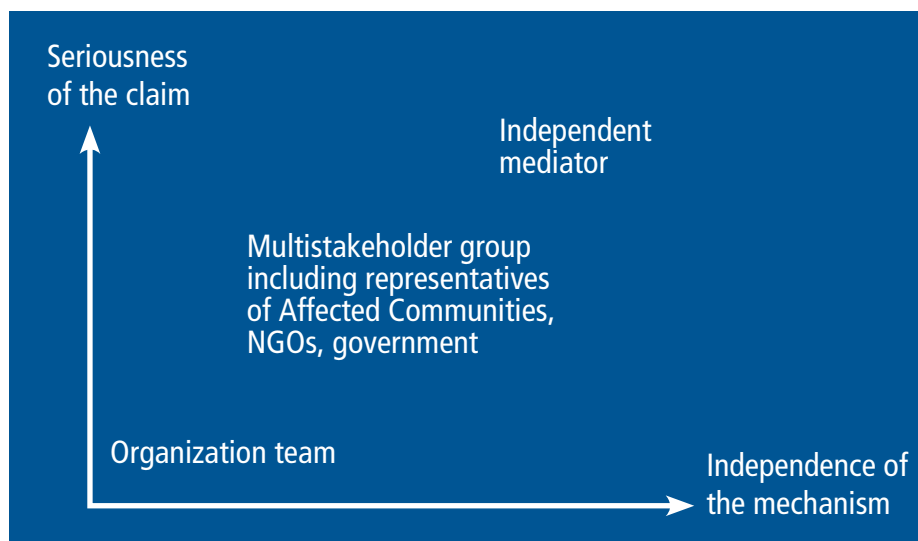 Seriousness
of the claim
Independent
mediator
Multistakeholder group
including representatives
of Affected Communities,
NGOs, government
Organization team
Independence of
the mechanism